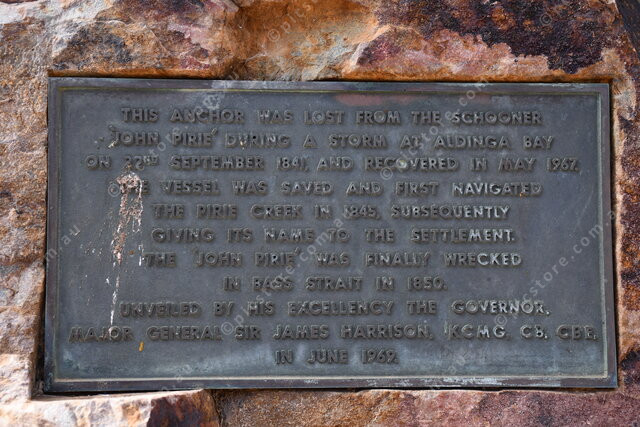 THIS ANCHOR WAS LOST FROM THE SCHOONER
"JOHN PIRIE" DURING A STORM AT ALDINGA BAY
ON 22ND SEPTEMBER 1841, AND RECOVERED IN MAY 1967.
THE VESSEL WAS SAVED AND FIRST NAVIGATED
THE PIRIE CREEK IN 1845, SUBSEQUENTLY
GIVING ITS NAME TO THE SETTLEMENT.
THE "JOHN PIRIE" WAS FINALLY WRECKED
IN BASS STRAIT IN 1850.
UNVEILED BY HIS EXCELLENCY THE GOVERNOR,
MAJOR GENERAL SIR JAMES HARRISON, KCMG, CB, CBE,
IN JUNE 1969.